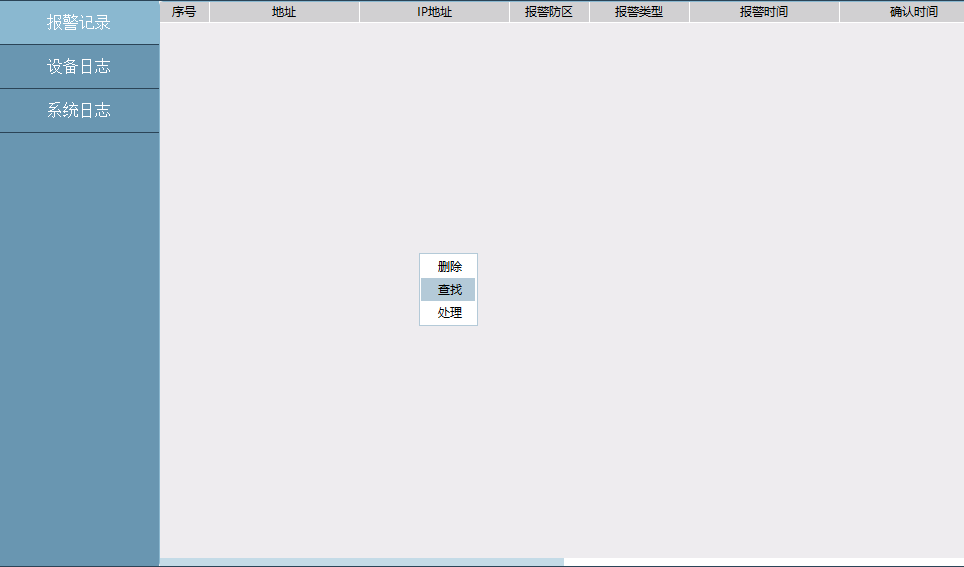 报警记录
设备日志
系统日志
序号 地址 IP地址 报警防区 报警类型 报警时间 确认时间
删除
查找
处理